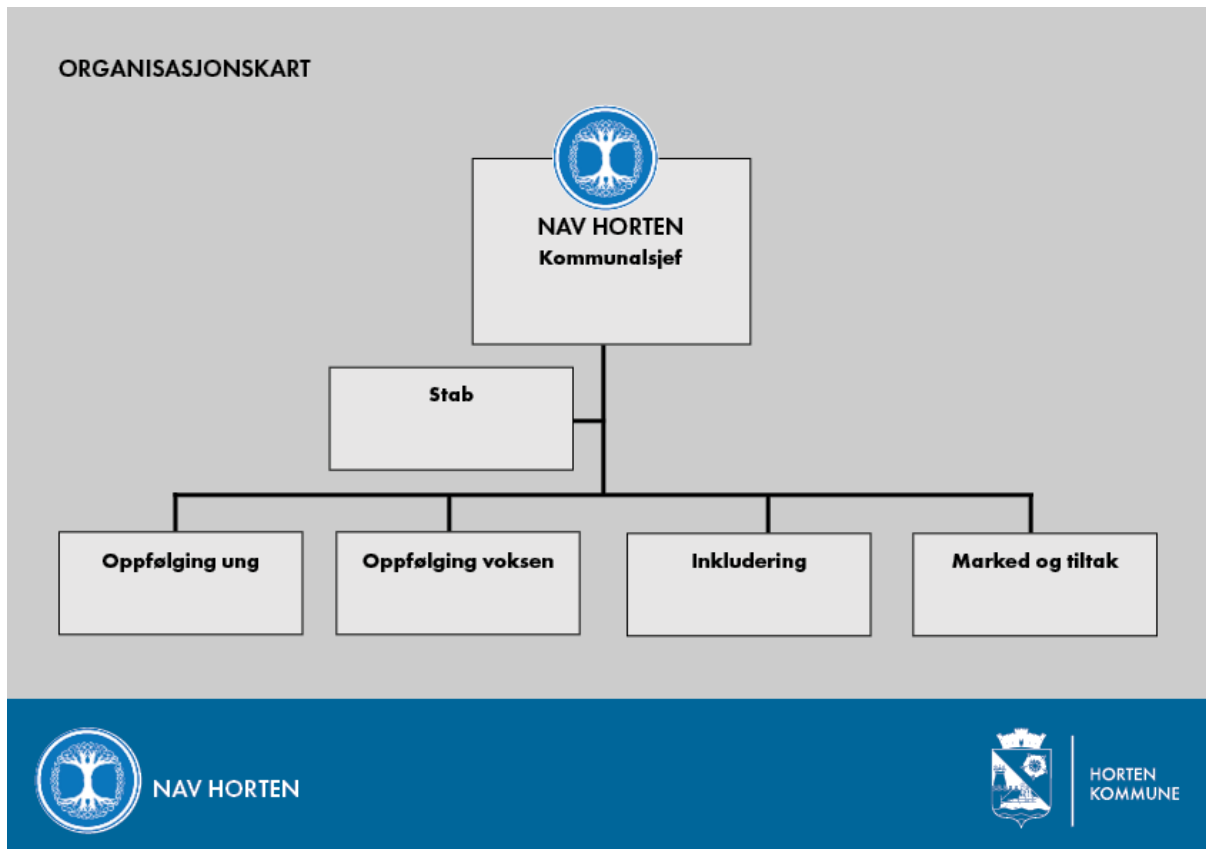 ORGANISASJONSKART
NAV HORTEN
Kommunalsjef
Stab
Oppfølging ung
Oppfølging voksen
Inkludering
Marked og tiltak
NAV HORTEN
HORTEN
KOMMUNE